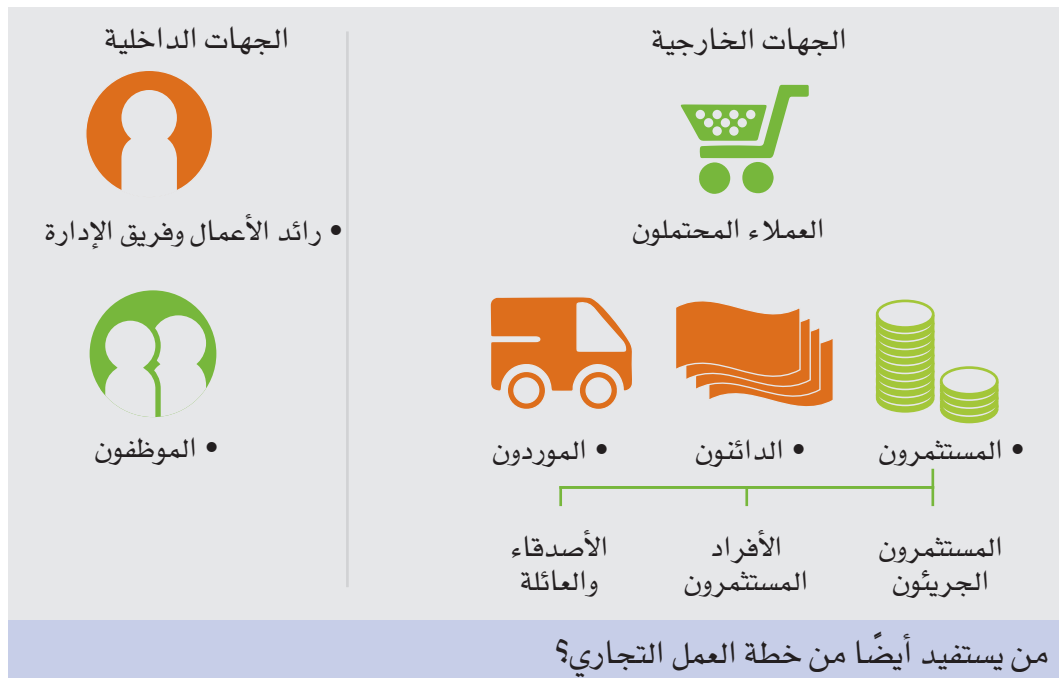 الجهات الخارجية
العملاء المحتملون
• المستثمرون
• الدائنون
• الموردون
المستثمرون
الجريئون
الأفراد
المستثمرون
الأصدقاء
والعائلة
الجهات الداخلية
• رائد الأعمال وفريق الإدارة
• الموظفون
من يستفيد أيضًا من خطة العمل التجاري؟